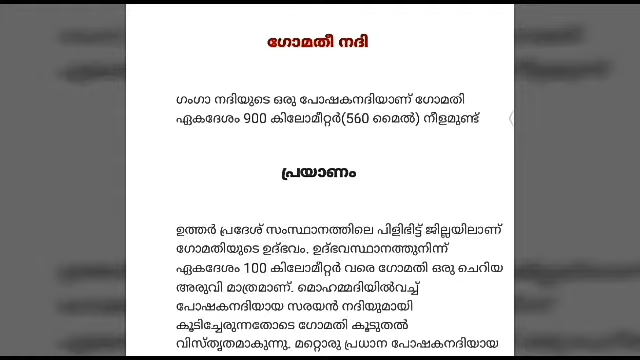 ഗോമതീ നദി
ഗംഗാ നദിയുടെ ഒരു പോഷകനദിയാണ് ഗോമതി
ഏകദേശം 900 കിലോമീറ്റർ(560 മൈൽ) നീളമുണ്ട്
പ്രയാണം
ഉത്തർ പ്രദേശ് സംസ്ഥാനത്തിലെ പിളിഭിട്ട് ജില്ലയിലാണ്
ഗോമതിയുടെ ഉദ്ഭവം. ഉദ്ഭവസ്ഥാനത്തുനിന്ന്
ഏകദേശം 100 കിലോമീറ്റർ വരെ ഗോമതി ഒരു ചെറിയ
അരുവി മാത്രമാണ്. മൊഹമ്മദിയിൽവച്ച്
പോഷകനദിയായ സരയൻ നദിയുമായി
കൂടിച്ചേരുന്നതോടെ ഗോമതി കൂടുതൽ
വിസ്തൃതമാകുന്നു. മറ്റൊരു പ്രധാന പോഷകനദിയായ